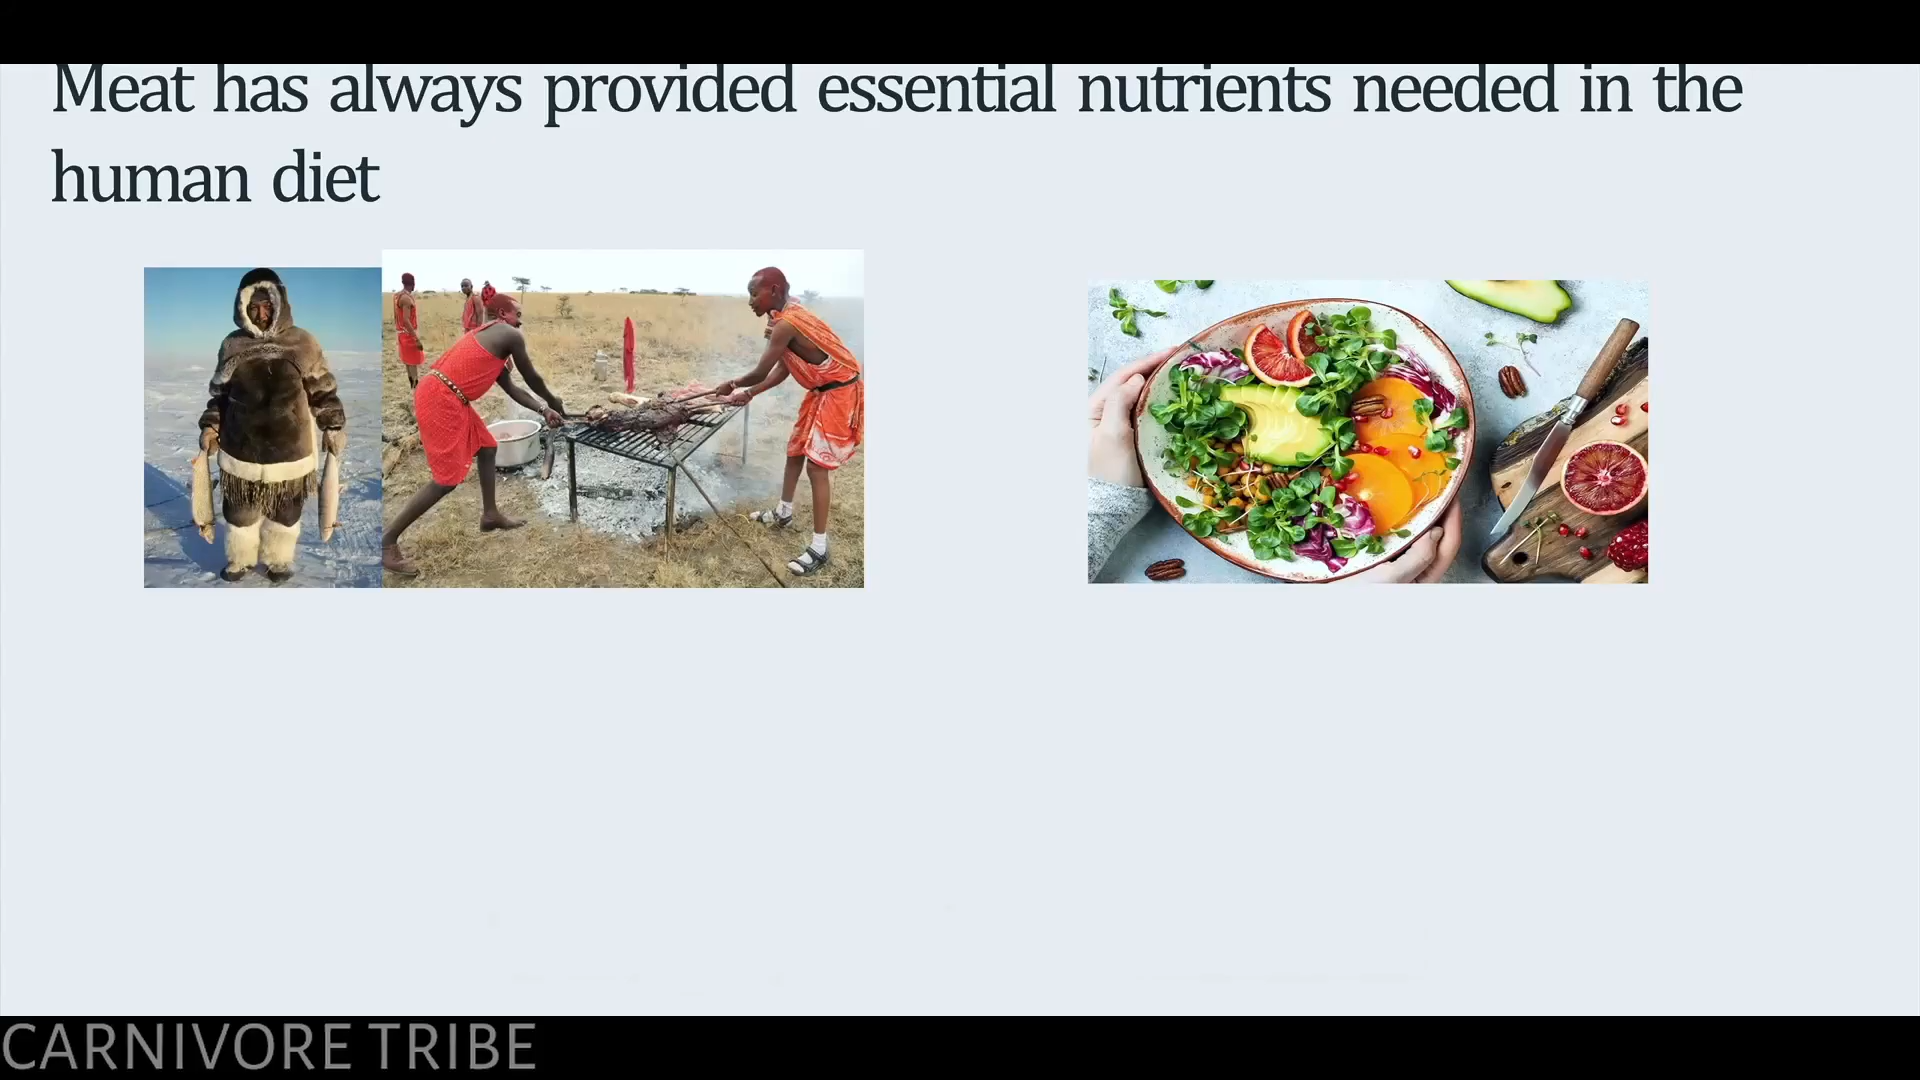 Meat has always provided essential nutrients needed in the
human diet
CARNIVORE TRIBE